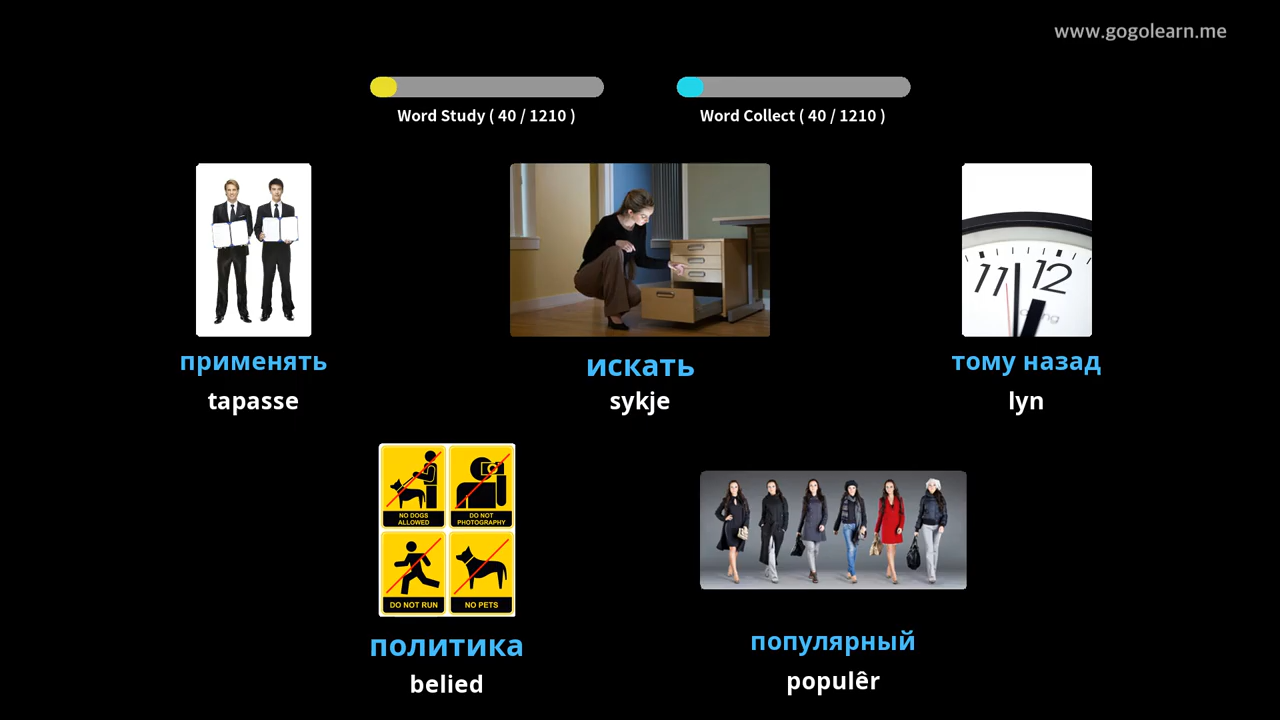 www.gogolearn.me
Word Study ( 40 / 1210 )
Word Collect ( 40 / 1210 )
11 12
применять
tapasse
искать
sykje
тому назад
lyn
NO DOGS
ALLOWED
DO NOT
PHOTOGRAPHY
DO NOT RUN
NO PETS
политика
belied
популярный
populêr